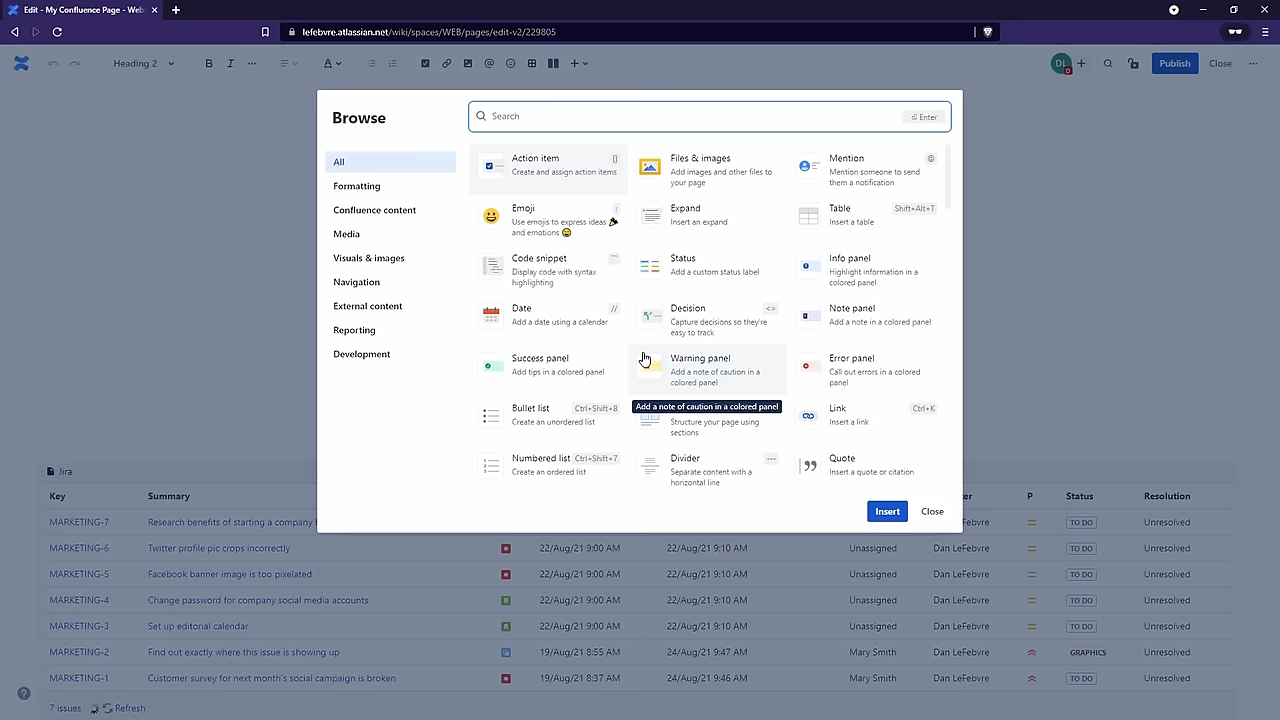 Edit - My Confluence Page - Web
lefebvre.atlassian.net/wiki/spaces/WEB/pages/edit-v2/229805
Heading 2
B I
A
@
DL
Publish
Close
Browse
Search
Enter
All
Formatting
Confluence content
Media
Visuals & images
Navigation
External content
Reporting
Development
Action item []
Create and assign action items
Files & images
Add images and other files to
your page
Mention @
Mention someone to send
them a notification
Emoji :
Use emojis to express ideas
and emotions
Expand
Insert an expand
Table Shift+Alt+T
Insert a table
Code snippet ```
Display code with syntax
highlighting
Status
Add a custom status label
Info panel
Highlight information in a
colored panel
Date //
Add a date using a calendar
Decision <>
Capture decisions so they're
easy to track
Note panel
Add a note in a colored panel
Success panel
Add tips in a colored panel
Warning panel
Add a note of caution in a
colored panel
Error panel
Call out errors in a colored
panel
Add a note of caution in a colored panel
Bullet list Ctrl+Shift+8
Create an unordered list
Structure your page using
sections
Link Ctrl+K
Insert a link
Numbered list Ctrl+Shift+7
Create an ordered list
Divider ---
Separate content with a
horizontal line
Quote
Insert a quote or citation
Insert
Close
Jira
Key Summary P Status Resolution
MARKETING-7 Research benefits of starting a company LeFebvre TO DO Unresolved
MARKETING-6 Twitter profile pic crops incorrectly 22/Aug/21 9:00 AM 22/Aug/21 9:10 AM Unassigned Dan LeFebvre TO DO Unresolved
MARKETING-5 Facebook banner image is too pixelated 22/Aug/21 9:00 AM 22/Aug/21 9:10 AM Unassigned Dan LeFebvre TO DO Unresolved
MARKETING-4 Change password for company social media accounts 22/Aug/21 9:00 AM 22/Aug/21 9:10 AM Unassigned Dan LeFebvre TO DO Unresolved
MARKETING-3 Set up editorial calendar 22/Aug/21 9:00 AM 22/Aug/21 9:10 AM Unassigned Dan LeFebvre TO DO Unresolved
MARKETING-2 Find out exactly where this issue is showing up 19/Aug/21 8:55 AM 24/Aug/21 9:47 AM Mary Smith Dan LeFebvre GRAPHICS Unresolved
MARKETING-1 Customer survey for next month's social campaign is broken 19/Aug/21 8:37 AM 24/Aug/21 9:46 AM Mary Smith Dan LeFebvre TO DO Unresolved
7 issues Refresh